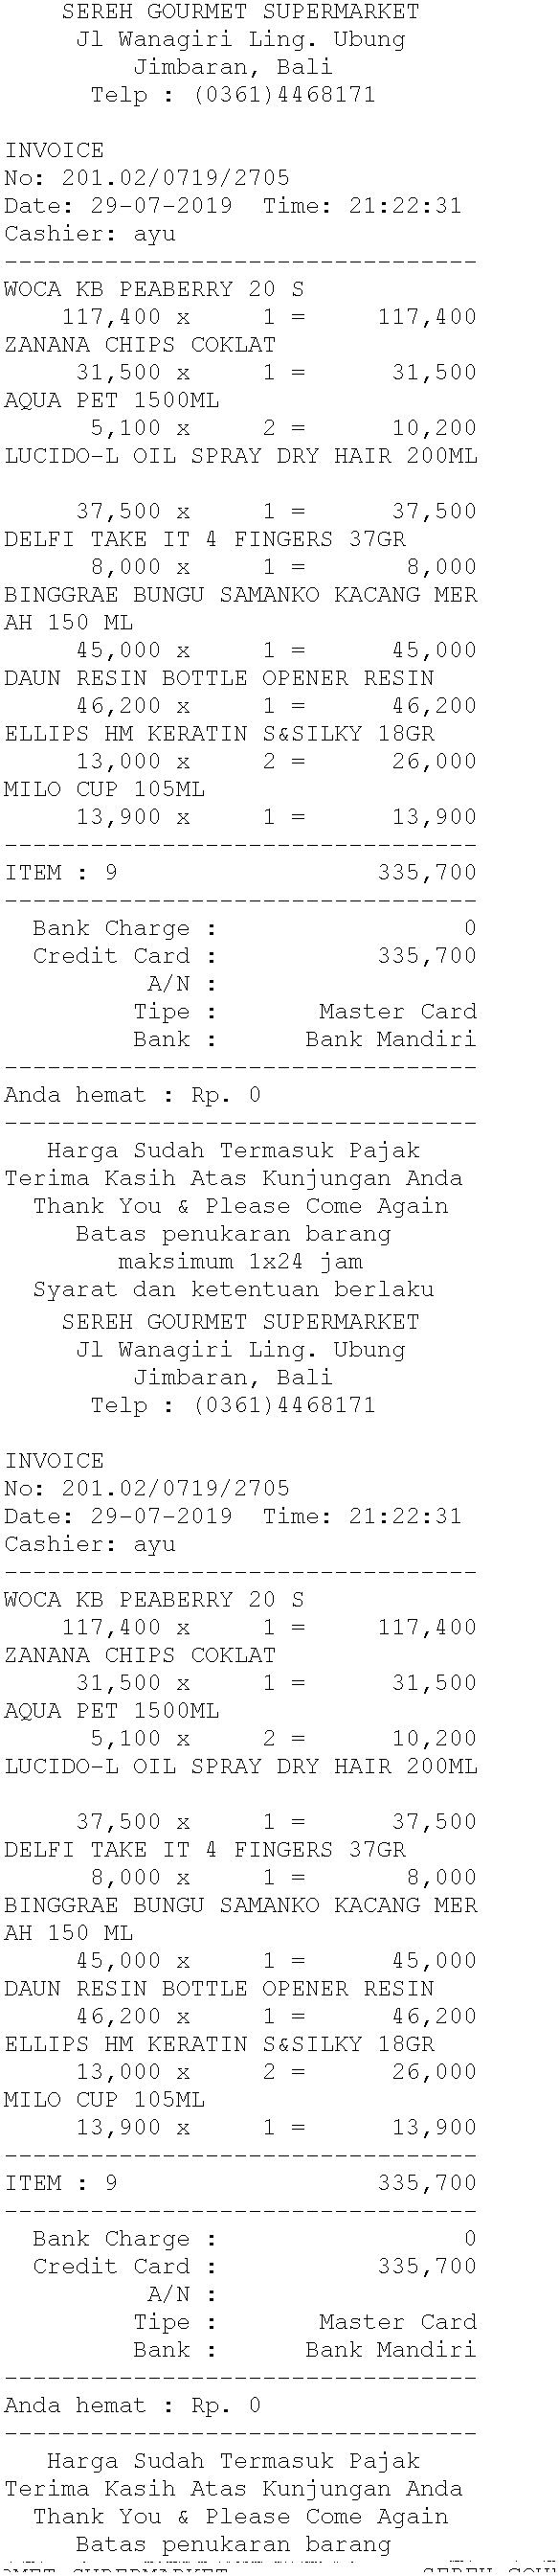 SEREH GOURMET SUPERMARKET
Jl Wanagiri Ling. Ubung
Jimbaran, Bali
Telp : (0361)4468171
INVOICE
No: 201.02/0719/2705
Date: 29-07-2019  Time: 21:22:31
Cashier: ayu
---------------------------------
WOCA KB PEABERRY 20 S
117,400 x     1 =     117,400
ZANANA CHIPS COKLAT
31,500 x     1 =      31,500
AQUA PET 1500ML
5,100 x     2 =      10,200
LUCIDO-L OIL SPRAY DRY HAIR 200ML
37,500 x     1 =      37,500
DELFI TAKE IT 4 FINGERS 37GR
8,000 x     1 =       8,000
BINGGRAE BUNGU SAMANKO KACANG MER
AH 150 ML
45,000 x     1 =      45,000
DAUN RESIN BOTTLE OPENER RESIN
46,200 x     1 =      46,200
ELLIPS HM KERATIN S&SILKY 18GR
13,000 x     2 =      26,000
MILO CUP 105ML
13,900 x     1 =      13,900
---------------------------------
ITEM : 9                  335,700
---------------------------------
Bank Charge :                 0
Credit Card :           335,700
A/N :
Tipe :       Master Card
Bank :      Bank Mandiri
---------------------------------
Anda hemat : Rp. 0
---------------------------------
Harga Sudah Termasuk Pajak
Terima Kasih Atas Kunjungan Anda
Thank You & Please Come Again
Batas penukaran barang
maksimum 1x24 jam
Syarat dan ketentuan berlaku
SEREH GOURMET SUPERMARKET
Jl Wanagiri Ling. Ubung
Jimbaran, Bali
Telp : (0361)4468171
INVOICE
No: 201.02/0719/2705
Date: 29-07-2019  Time: 21:22:31
Cashier: ayu
---------------------------------
WOCA KB PEABERRY 20 S
117,400 x     1 =     117,400
ZANANA CHIPS COKLAT
31,500 x     1 =      31,500
AQUA PET 1500ML
5,100 x     2 =      10,200
LUCIDO-L OIL SPRAY DRY HAIR 200ML
37,500 x     1 =      37,500
DELFI TAKE IT 4 FINGERS 37GR
8,000 x     1 =       8,000
BINGGRAE BUNGU SAMANKO KACANG MER
AH 150 ML
45,000 x     1 =      45,000
DAUN RESIN BOTTLE OPENER RESIN
46,200 x     1 =      46,200
ELLIPS HM KERATIN S&SILKY 18GR
13,000 x     2 =      26,000
MILO CUP 105ML
13,900 x     1 =      13,900
---------------------------------
ITEM : 9                  335,700
---------------------------------
Bank Charge :                 0
Credit Card :           335,700
A/N :
Tipe :       Master Card
Bank :      Bank Mandiri
---------------------------------
Anda hemat : Rp. 0
---------------------------------
Harga Sudah Termasuk Pajak
Terima Kasih Atas Kunjungan Anda
Thank You & Please Come Again
Batas penukaran barang